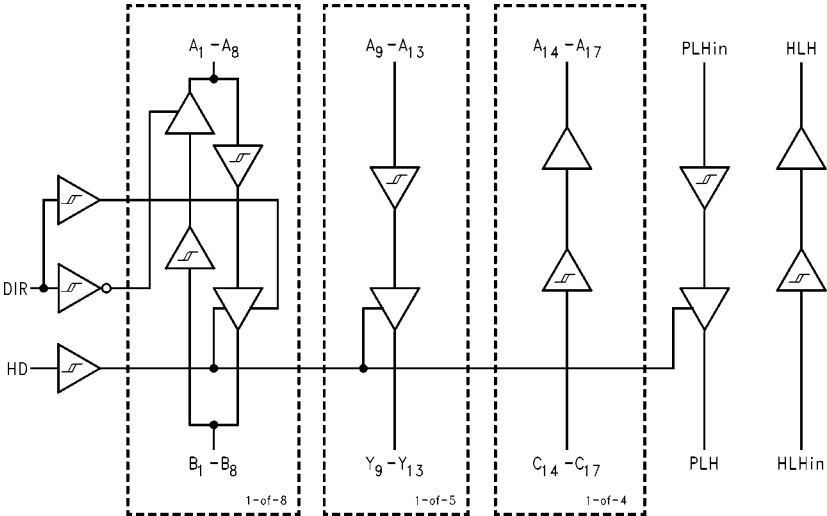 A1 – A8
A9 – A13
A14 – A17
PLHin
HLH
DIR
HD
B1 – B8
Y9 – Y13
C14 – C17
PLH
HLHin
1-of-8
1-of-5
1-of-4